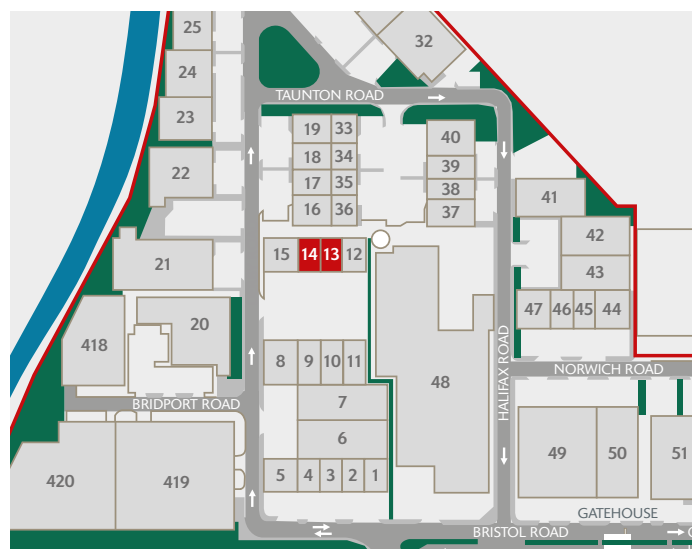 25
32
24
TAUNTON ROAD
23
19 33
40
18 34
39
22
17 35
38
41
16 36
37
42
15 14 13 12
21
43
47 46 45 44
20
418
HALIFAX ROAD
8 9 10 11
NORWICH ROAD
48
7
BRIDPORT ROAD
6
49 50 51
5 4 3 2 1
420 419
GATEHOUSE
BRISTOL ROAD